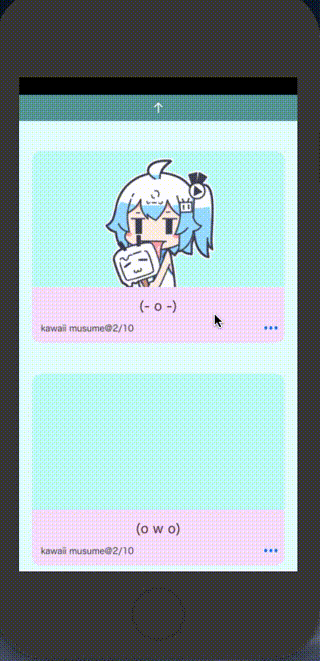 ↑
(- o -)
kawaii musume@2/10
•••
(o w o)
kawaii musume@2/10
•••